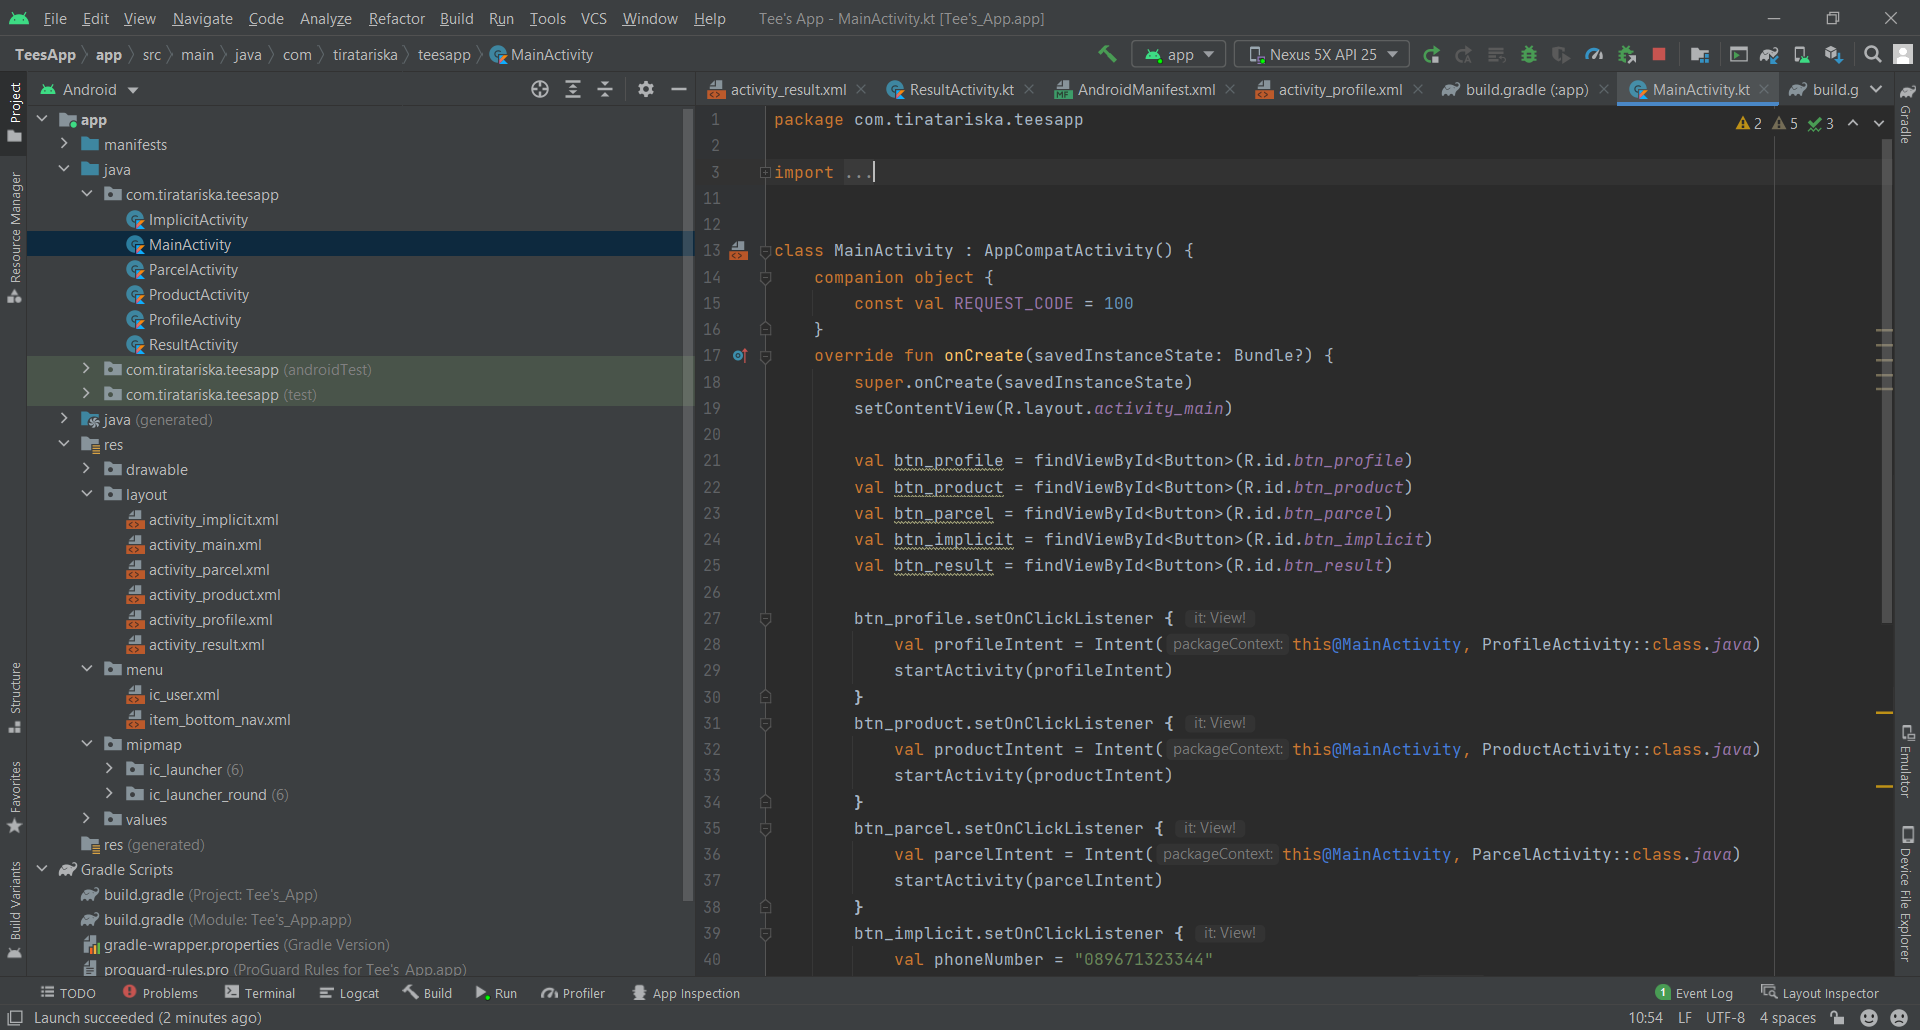 File Edit View Navigate Code Analyze Refactor Build Run Tools VCS Window Help Tee's App - MainActivity.kt [Tee's_App.app]
TeesApp app src main java com tiratariska teesapp MainActivity app Nexus 5X API 25
Project
Resource Manager
Structure
Favorites
Build Variants
Android
app
manifests
java
com.tiratariska.teesapp
ImplicitActivity
MainActivity
ParcelActivity
ProductActivity
ProfileActivity
ResultActivity
com.tiratariska.teesapp (androidTest)
com.tiratariska.teesapp (test)
java (generated)
res
drawable
layout
activity_implicit.xml
activity_main.xml
activity_parcel.xml
activity_product.xml
activity_profile.xml
activity_result.xml
menu
ic_user.xml
item_bottom_nav.xml
mipmap
ic_launcher (6)
ic_launcher_round (6)
values
res (generated)
Gradle Scripts
build.gradle (Project: Tee's_App)
build.gradle (Module: Tee's_App.app)
gradle-wrapper.properties (Gradle Version)
proguard-rules.pro (ProGuard Rules for Tee's_App.app)
activity_result.xml ResultActivity.kt AndroidManifest.xml activity_profile.xml build.gradle (:app) MainActivity.kt build.g
2 5 3
1 package com.tiratariska.teesapp
2
3 import ...
11
12
13 class MainActivity : AppCompatActivity() {
14 companion object {
15 const val REQUEST_CODE = 100
16 }
17 override fun onCreate(savedInstanceState: Bundle?) {
18 super.onCreate(savedInstanceState)
19 setContentView(R.layout.activity_main)
20
21 val btn_profile = findViewById<Button>(R.id.btn_profile)
22 val btn_product = findViewById<Button>(R.id.btn_product)
23 val btn_parcel = findViewById<Button>(R.id.btn_parcel)
24 val btn_implicit = findViewById<Button>(R.id.btn_implicit)
25 val btn_result = findViewById<Button>(R.id.btn_result)
26
27 btn_profile.setOnClickListener { it: View!
28 val profileIntent = Intent( packageContext: this@MainActivity, ProfileActivity::class.java)
29 startActivity(profileIntent)
30 }
31 btn_product.setOnClickListener { it: View!
32 val productIntent = Intent( packageContext: this@MainActivity, ProductActivity::class.java)
33 startActivity(productIntent)
34 }
35 btn_parcel.setOnClickListener { it: View!
36 val parcelIntent = Intent( packageContext: this@MainActivity, ParcelActivity::class.java)
37 startActivity(parcelIntent)
38 }
39 btn_implicit.setOnClickListener { it: View!
40 val phoneNumber = "089671323344"
Gradle
Emulator
Device File Explorer
TODO Problems Terminal Logcat Build Run Profiler App Inspection 1 Event Log Layout Inspector
Launch succeeded (2 minutes ago) 10:54 LF UTF-8 4 spaces